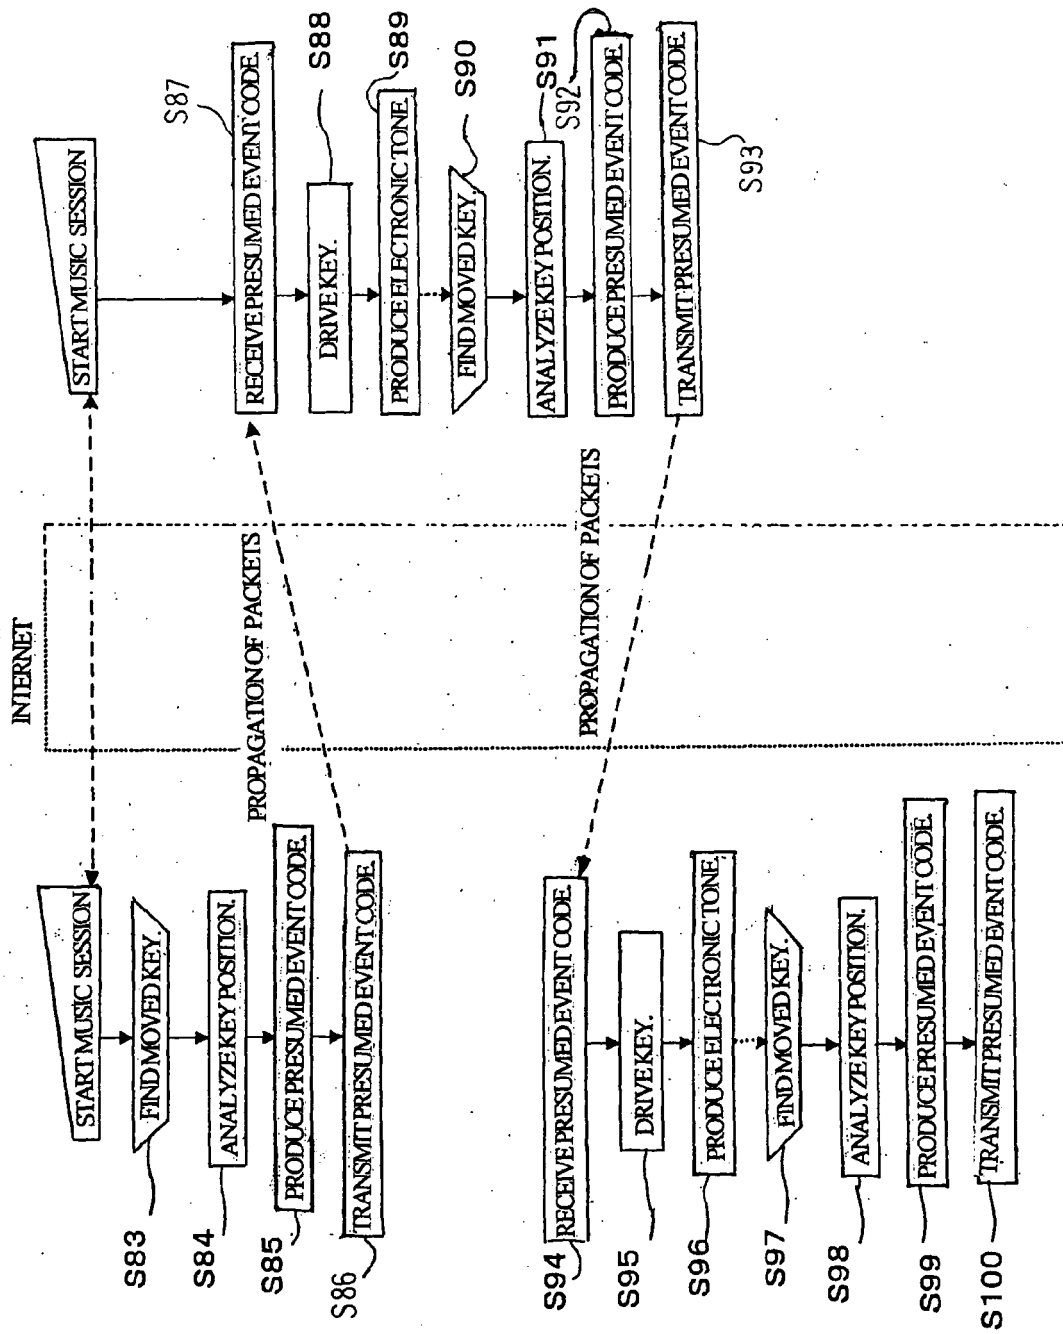 INTERNET
START MUSIC SESSION
S83
FIND MOVED KEY.
S84
ANALYZE KEY POSITION.
S85
PRODUCE PRESUMED EVENT CODE.
S86
TRANSMIT PRESUMED EVENT CODE.
PROPAGATION OF PACKETS
START MUSIC SESSION
S87
RECEIVE PRESUMED EVENT CODE.
S88
DRIVE KEY.
S89
PRODUCE ELECTRONIC TONE.
S90
FIND MOVED KEY.
S91
ANALYZE KEY POSITION.
S92
PRODUCE PRESUMED EVENT CODE.
S93
TRANSMIT PRESUMED EVENT CODE.
PROPAGATION OF PACKETS
S94
RECEIVE PRESUMED EVENT CODE.
S95
DRIVE KEY.
S96
PRODUCE ELECTRONIC TONE.
S97
FIND MOVED KEY.
S98
ANALYZE KEY POSITION.
S99
PRODUCE PRESUMED EVENT CODE.
S100
TRANSMIT PRESUMED EVENT CODE.